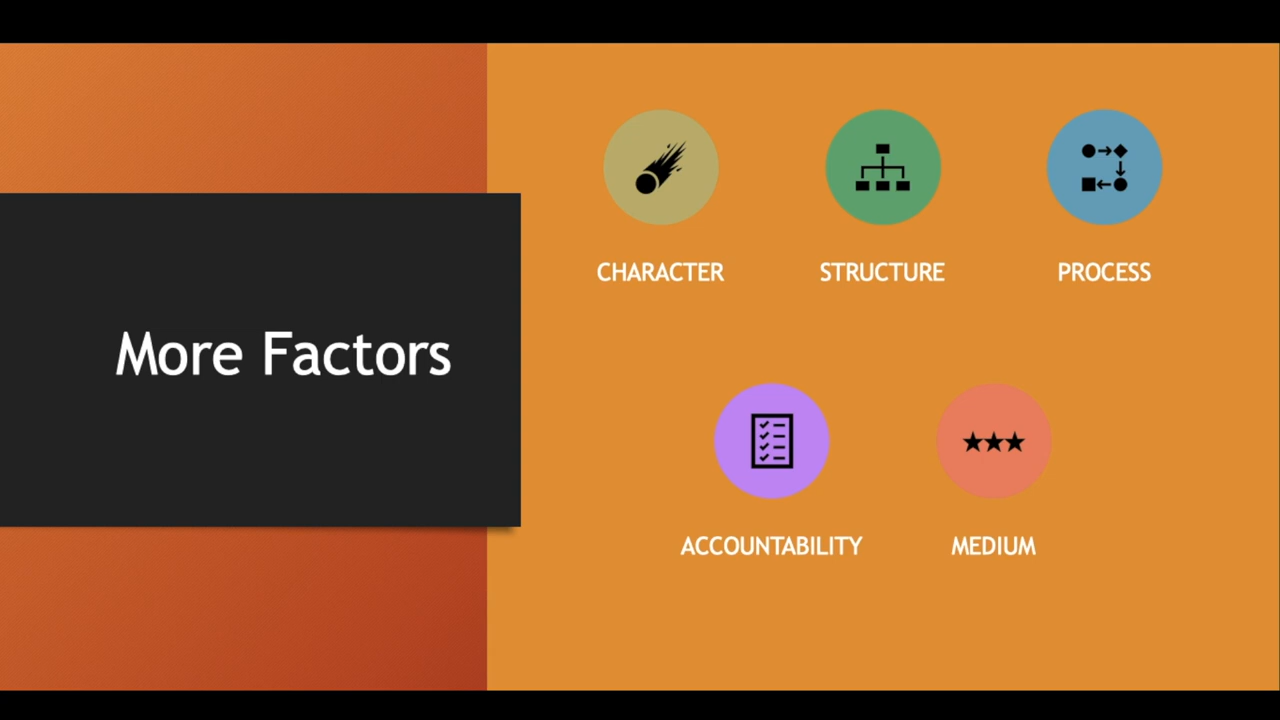 More Factors
CHARACTER
STRUCTURE
PROCESS
ACCOUNTABILITY
MEDIUM